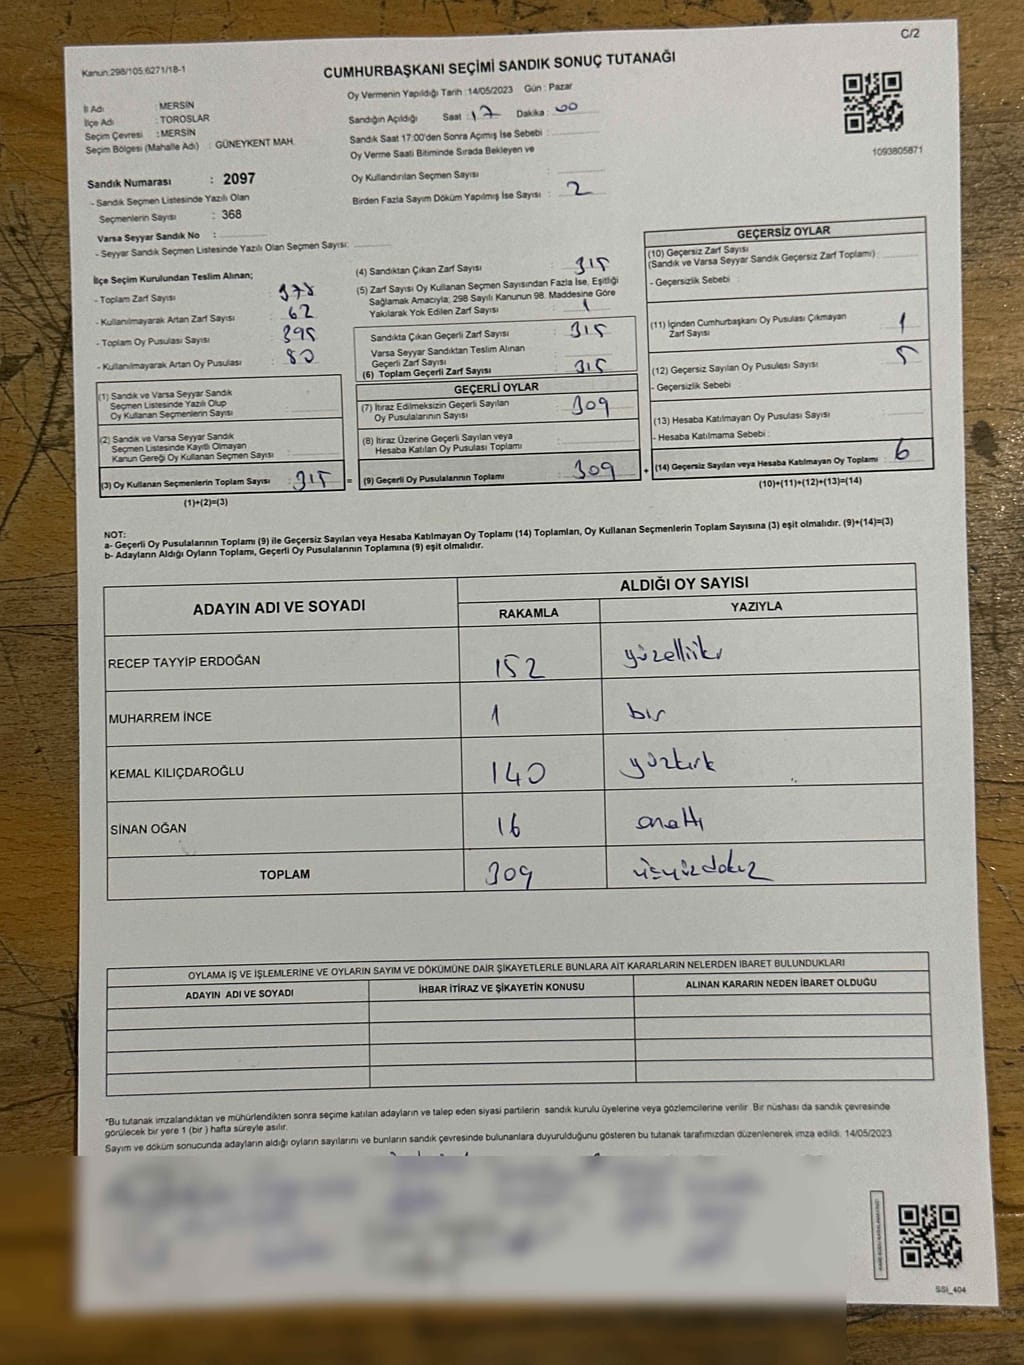 C/2
Kanun:298/105;6271/18-1
CUMHURBAŞKANI SEÇİMİ SANDIK SONUÇ TUTANAĞI
İl Adı : MERSİN
İlçe Adı : TOROSLAR
Seçim Çevresi : MERSİN
Seçim Bölgesi (Mahalle Adı) : GÜNEYKENT MAH.
Oy Vermenin Yapıldığı Tarih :14/05/2023 Gün : Pazar
Sandığın Açıldığı Saat : 17 Dakika : 00
Sandık Saat 17:00'den Sonra Açımış İse Sebebi :
Oy Verme Saati Bitiminde Sırada Bekleyen ve
Oy Kullandırılan Seçmen Sayısı :
Birden Fazla Sayım Döküm Yapılmış İse Sayısı : 2
1093805871
Sandık Numarası : 2097
- Sandık Seçmen Listesinde Yazılı Olan
Seçmenlerin Sayısı : 368
Varsa Seyyar Sandık No :
- Seyyar Sandık Seçmen Listesinde Yazılı Olan Seçmen Sayısı:
İlçe Seçim Kurulundan Teslim Alınan;
- Toplam Zarf Sayısı :
- Kullanılmayarak Artan Zarf Sayısı : 62
- Toplam Oy Pusulası Sayısı : 395
- Kullanılmayarak Artan Oy Pusulası : 80
(1) Sandık ve Varsa Seyyar Sandık
Seçmen Listesinde Yazılı Olup
Oy Kullanan Seçmenlerin Sayısı :
(2) Sandık ve Varsa Seyyar Sandık
Seçmen Listesinde Kayıtlı Olmayan
Kanun Gereği Oy Kullanan Seçmen Sayısı :
(3) Oy Kullanan Seçmenlerin Toplam Sayısı : 315 =
(1)+(2)=(3)
(4) Sandıktan Çıkan Zarf Sayısı : 315
(5) Zarf Sayısı Oy Kullanan Seçmen Sayısından Fazla İse, Eşitliği
Sağlamak Amacıyla; 298 Sayılı Kanunun 98. Maddesine Göre
Yakılarak Yok Edilen Zarf Sayısı : 1
Sandıkta Çıkan Geçerli Zarf Sayısı : 315
Varsa Seyyar Sandıktan Teslim Alınan
Geçerli Zarf Sayısı :
(6) Toplam Geçerli Zarf Sayısı : 315
GEÇERLİ OYLAR
(7) İtiraz Edilmeksizin Geçerli Sayılan
Oy Pusulalarının Sayısı : 309
(8) İtiraz Üzerine Geçerli Sayılan veya
Hesaba Katılan Oy Pusulası Toplamı :
(9) Geçerli Oy Pusulalarının Toplamı : 309 +
GEÇERSİZ OYLAR
(10) Geçersiz Zarf Sayısı
(Sandık ve Varsa Seyyar Sandık Geçersiz Zarf Toplamı) :
- Geçersizlik Sebebi :
(11) İçinden Cumhurbaşkanı Oy Pusulası Çıkmayan
Zarf Sayısı : 1
(12) Geçersiz Sayılan Oy Pusulası Sayısı : 5
- Geçersizlik Sebebi
(13) Hesaba Katılmayan Oy Pusulası Sayısı :
- Hesaba Katılmama Sebebi :
(14) Geçersiz Sayılan veya Hesaba Katılmayan Oy Toplamı : 6
(10)+(11)+(12)+(13)=(14)
NOT:
a- Geçerli Oy Pusulalarının Toplamı (9) ile Geçersiz Sayılan veya Hesaba Katılmayan Oy Toplamı (14) Toplamları, Oy Kullanan Seçmenlerin Toplam Sayısına (3) eşit olmalıdır. (9)+(14)=(3)
b- Adayların Aldığı Oyların Toplamı, Geçerli Oy Pusulalarının Toplamına (9) eşit olmalıdır.
ADAYIN ADI VE SOYADI ALDIĞI OY SAYISI
RAKAMLA YAZIYLA
RECEP TAYYİP ERDOĞAN 152 yüzelliiki
MUHARREM İNCE 1 bir
KEMAL KILIÇDAROĞLU 140 yüzkırk
SİNAN OĞAN 16 onaltı
TOPLAM 309 üçyüzdokuz
OYLAMA İŞ VE İŞLEMLERİNE VE OYLARIN SAYIM VE DÖKÜMÜNE DAİR ŞİKAYETLERLE BUNLARA AİT KARARLARIN NELERDEN İBARET BULUNDUKLARI
ADAYIN ADI VE SOYADI İHBAR İTİRAZ VE ŞİKAYETİN KONUSU ALINAN KARARIN NEDEN İBARET OLDUĞU
*Bu tutanak imzalandıktan ve mühürlendikten sonra seçime katılan adayların ve talep eden siyasi partilerin sandık kurulu üyelerine veya gözlemcilerine verilir. Bir nüshası da sandık çevresinde
görülecek bir yere 1 (bir ) hafta süreyle asılır.
Sayım ve döküm sonucunda adayların aldığı oyların sayılarını ve bunların sandık çevresinde bulunanlara duyurulduğunu gösteren bu tutanak tarafımızdan düzenlenerek imza edildi. 14/05/2023
SSİ_404